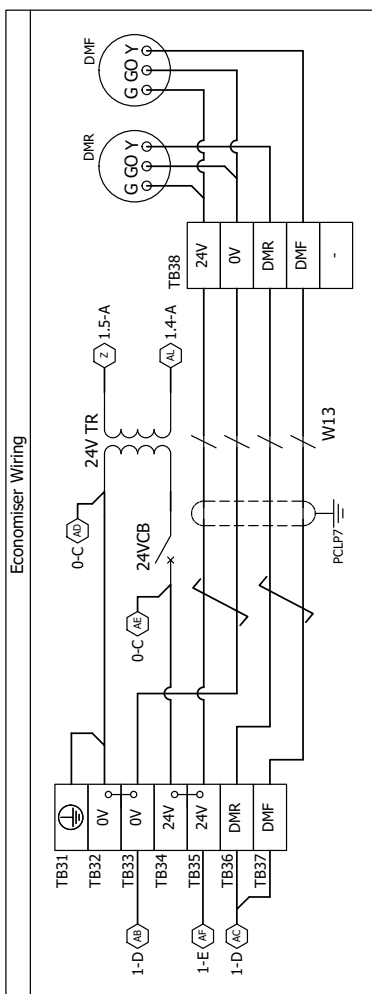 Economiser Wiring
DMF
G GO Y
DMR
G GO Y
TB38
24V
0V
DMR
DMF
-
Z 1.5-A
AL 1.4-A
24V TR
0-C AD
24VCB
0-C AE
W13
PCLP7
TB31
TB32 0V
TB33 0V
TB34 24V
TB35 24V
TB36 DMR
TB37 DMF
1-D AB
1-E AF
1-D AC